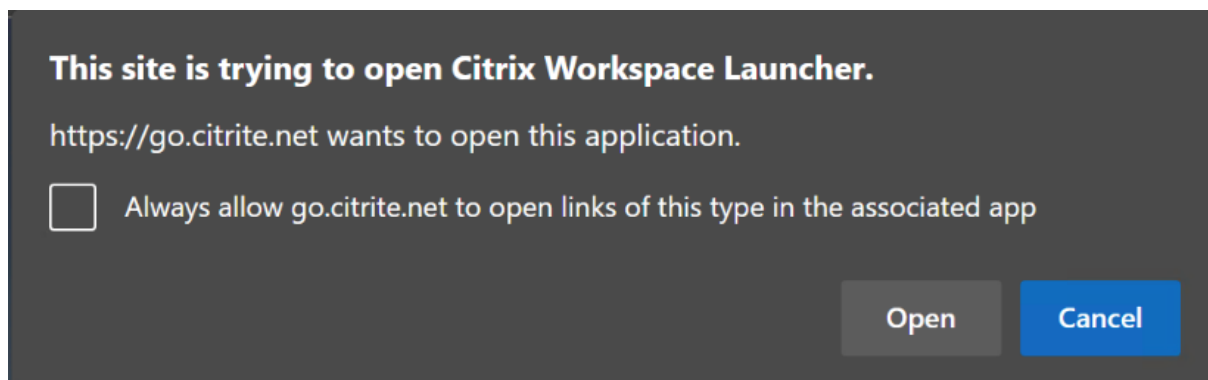 This site is trying to open Citrix Workspace Launcher.
https://go.citrite.net wants to open this application.
Always allow go.citrite.net to open links of this type in the associated app
Open Cancel